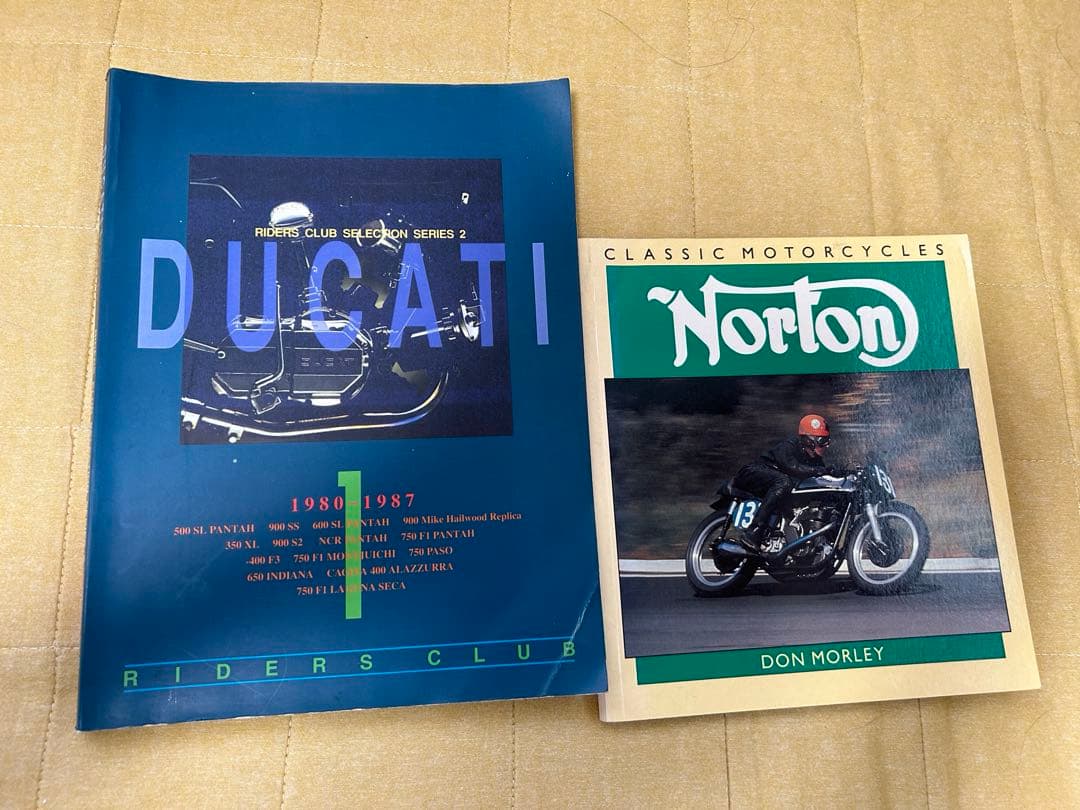 RIDERS CLUB SELECTION SERIES 2
DUCATI
1
1980-1987
500 SL PANTAH 900 SS 600 SL PANTAH 900 Mike Hailwood Replica
350 XL 900 S2 NCR PANTAH 750 F1 PANTAH
400 F3 750 F1 MONTJUICHI 750 PASO
650 INDIANA CAGIVA 400 ALAZZURRA
750 F1 LAGUNA SECA
RIDERS CLUB
CLASSIC MOTORCYCLES
Norton
13
13
DON MORLEY